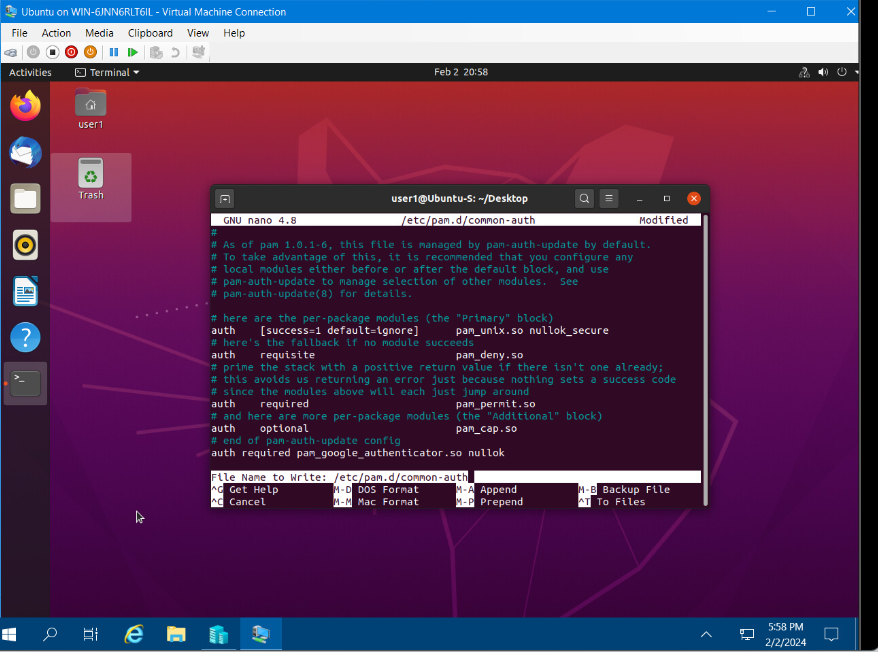 Ubuntu on WIN-6JNN6RLT6IL - Virtual Machine Connection
File Action Media Clipboard View Help
Activities Terminal Feb 2 20:58
user1
Trash
user1@Ubuntu-S: ~/Desktop
GNU nano 4.8 /etc/pam.d/common-auth Modified
#
# As of pam 1.0.1-6, this file is managed by pam-auth-update by default.
# To take advantage of this, it is recommended that you configure any
# local modules either before or after the default block, and use
# pam-auth-update to manage selection of other modules. See
# pam-auth-update(8) for details.
# here are the per-package modules (the "Primary" block)
auth [success=1 default=ignore] pam_unix.so nullok_secure
# here's the fallback if no module succeeds
auth requisite pam_deny.so
# prime the stack with a positive return value if there isn't one already;
# this avoids us returning an error just because nothing sets a success code
# since the modules above will each just jump around
auth required pam_permit.so
# and here are more per-package modules (the "Additional" block)
auth optional pam_cap.so
# end of pam-auth-update config
auth required pam_google_authenticator.so nullok
File Name to Write: /etc/pam.d/common-auth
^G Get Help M-D DOS Format M-A Append M-B Backup File
^C Cancel M-M Mac Format M-P Prepend ^T To Files
5:58 PM
2/2/2024